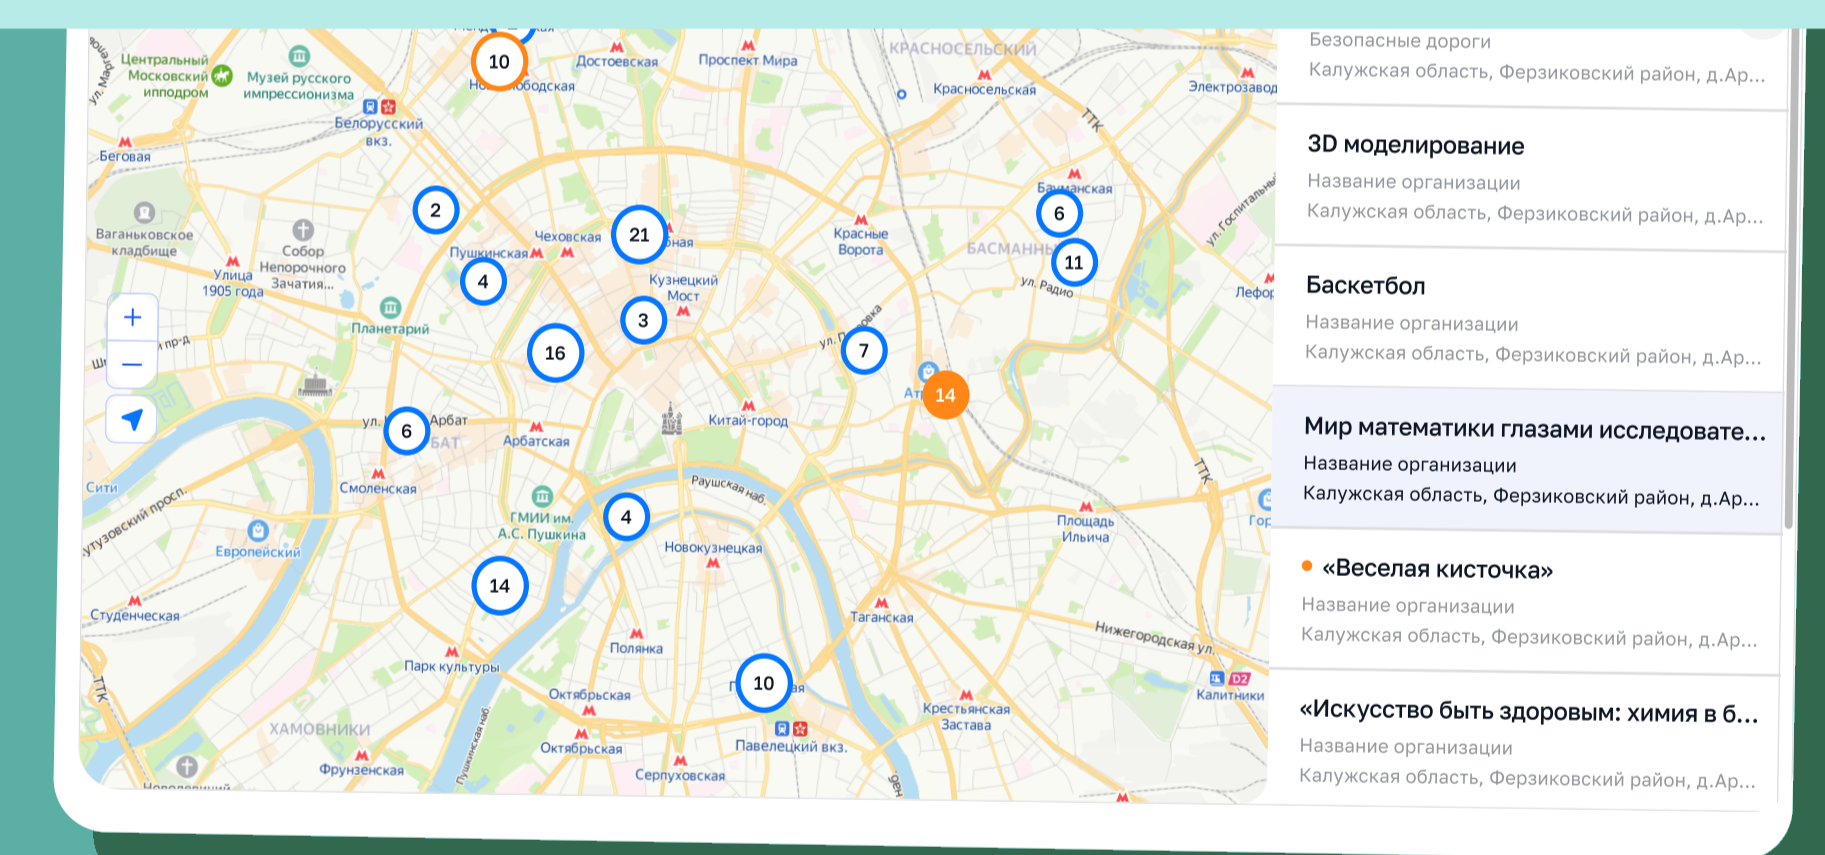 Центральный
Московский
ипподром
Музей русского
импрессионизма
10
Достоевская
Проспект Мира
КРАСНОСЕЛЬСКИЙ
Красносельская
ТТК
Белорусский
вкз.
Беговая
Ваганьковское
кладбище
Собор
Непорочного
Зачатия...
Улица
1905 года
2
Пушкинская
Чеховская
21
4
Кузнецкий
Мост
3
Красные
Ворота
Бауманская
6
11
ул. Радио
Планетарий
+
−
16
7
14
ул.
6
Арбат
Арбатская
Китай-город
Смоленская
Сити
ГМИИ им.
А.С. Пушкина
4
Раушская наб.
Новокузнецкая
Площадь
Ильича
ТТК
Европейский
14
Студенческая
Парк культуры
Полянка
Таганская
Нижегородская ул.
ТТК
Октябрьская
10
Павелецкий вкз.
Крестьянская
Застава
D2
Калитники
ХАМОВНИКИ
Фрунзенская
Пушкинская наб.
Октябрьская
Серпуховская
наб.
Безопасные дороги
Калужская область, Ферзиковский район, д.Ар...
3D моделирование
Название организации
Калужская область, Ферзиковский район, д.Ар...
Баскетбол
Название организации
Калужская область, Ферзиковский район, д.Ар...
Мир математики глазами исследовате...
Название организации
Калужская область, Ферзиковский район, д.Ар...
«Веселая кисточка»
Название организации
Калужская область, Ферзиковский район, д.Ар...
«Искусство быть здоровым: химия в б...
Название организации
Калужская область, Ферзиковский район, д.Ар...